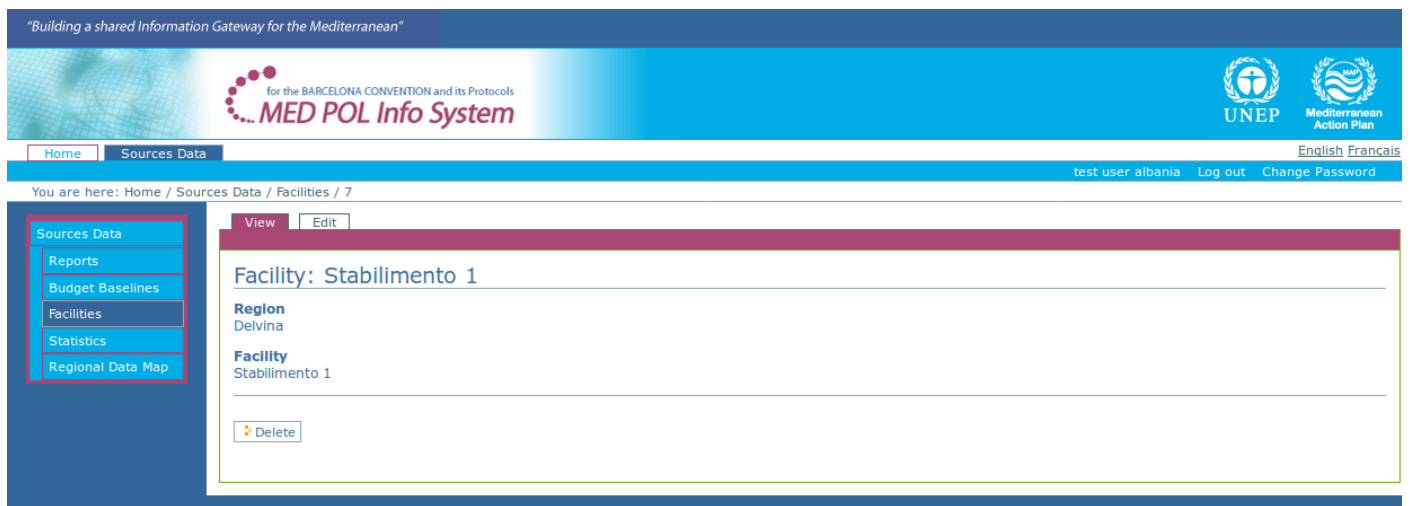 "Building a shared Information Gateway for the Mediterranean"
for the BARCELONA CONVENTION and its Protocols
MED POL Info System
UNEP
MAP
Mediterranean
Action Plan
Home Sources Data
English Français
test user albania Log out Change Password
You are here: Home / Sources Data / Facilities / 7
Sources Data
Reports
Budget Baselines
Facilities
Statistics
Regional Data Map
View Edit
Facility: Stabilimento 1
Region
Delvina
Facility
Stabilimento 1
Delete